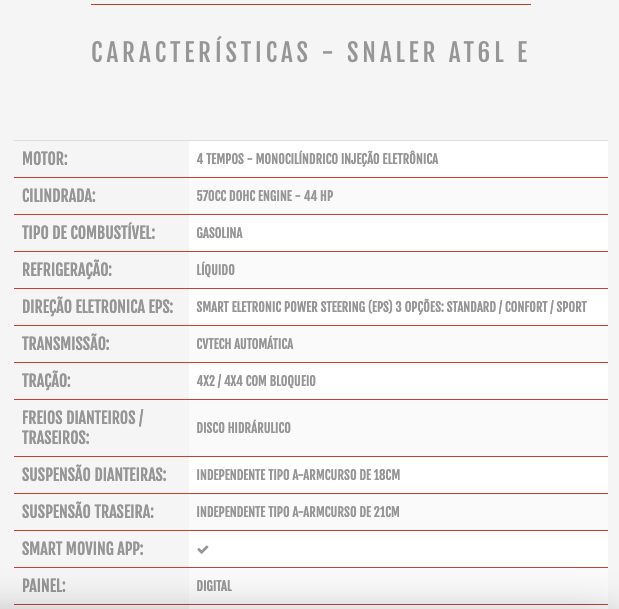 CARACTERÍSTICAS - SNALER AT6L E
MOTOR: 4 TEMPOS - MONOCILÍNDRICO INJEÇÃO ELETRÔNICA
CILINDRADA: 570CC DOHC ENGINE - 44 HP
TIPO DE COMBUSTÍVEL: GASOLINA
REFRIGERAÇÃO: LÍQUIDO
DIREÇÃO ELETRONICA EPS: SMART ELETRONIC POWER STEERING (EPS) 3 OPÇÕES: STANDARD / CONFORT / SPORT
TRANSMISSÃO: CVTECH AUTOMÁTICA
TRAÇÃO: 4X2 / 4X4 COM BLOQUEIO
FREIOS DIANTEIROS /
TRASEIROS: DISCO HIDRÁRULICO
SUSPENSÃO DIANTEIRAS: INDEPENDENTE TIPO A-ARMCURSO DE 18CM
SUSPENSÃO TRASEIRA: INDEPENDENTE TIPO A-ARMCURSO DE 21CM
SMART MOVING APP: ✔
PAINEL: DIGITAL